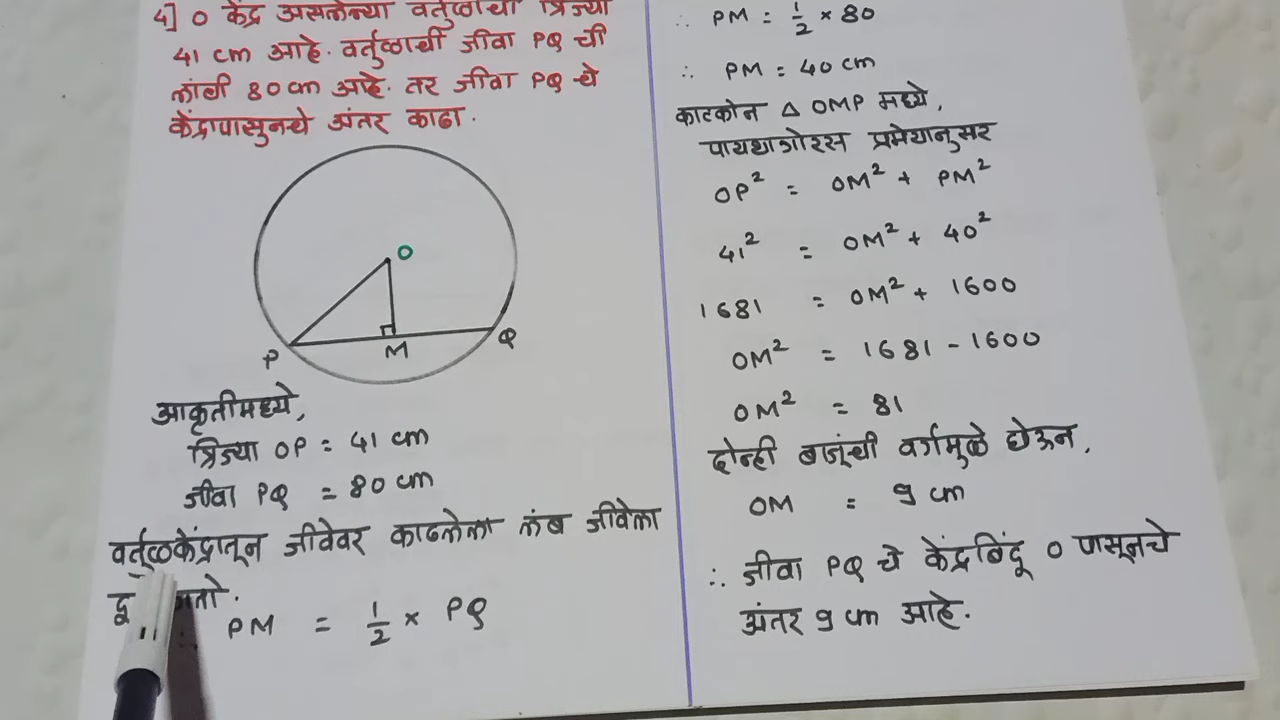 4] O केंद्र असलेल्या वर्तुळाची त्रिज्या
41 cm आहे. वर्तुळाची जीवा PQ ची
लांबी 80 cm आहे. तर जीवा PQ चे
केंद्रापासुनचे अंतर काढा.
O
P
M
Q
आकृतीमध्ये,
त्रिज्या OP = 41 cm
जीवा PQ = 80 cm
वर्तुळकेंद्रातून जीवेवर काढलेला लंब जीवेला
PM = 1/2 × PQ
∴ PM = 1/2 × 80
∴ PM = 40 cm
काटकोन △ OMP मध्ये,
पायथागोरस प्रमेयानुसर
OP² = OM² + PM²
41² = OM² + 40²
1681 = OM² + 1600
OM² = 1681 - 1600
OM² = 81
दोन्ही बाजूंची वर्गमुळे घेऊन,
OM = 9 cm
∴ जीवा PQ चे केंद्रबिंदू O पासूनचे
अंतर 9 cm आहे.